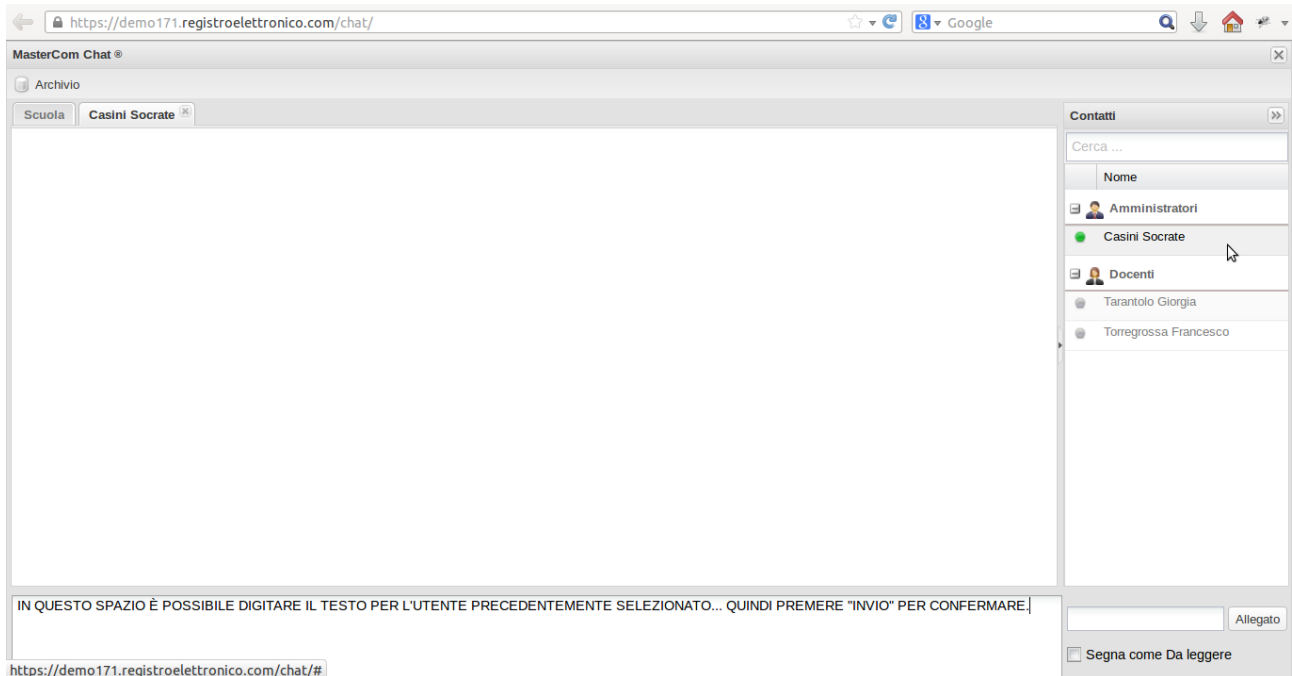 https://demo171.registroelettronico.com/chat/
Google
MasterCom Chat ®
Archivio
Scuola
Casini Socrate
Contatti
Cerca ...
Nome
Amministratori
Casini Socrate
Docenti
Tarantolo Giorgia
Torregrossa Francesco
IN QUESTO SPAZIO È POSSIBILE DIGITARE IL TESTO PER L'UTENTE PRECEDENTEMENTE SELEZIONATO... QUINDI PREMERE "INVIO" PER CONFERMARE.
Allegato
Segna come Da leggere
https://demo171.registroelettronico.com/chat/#